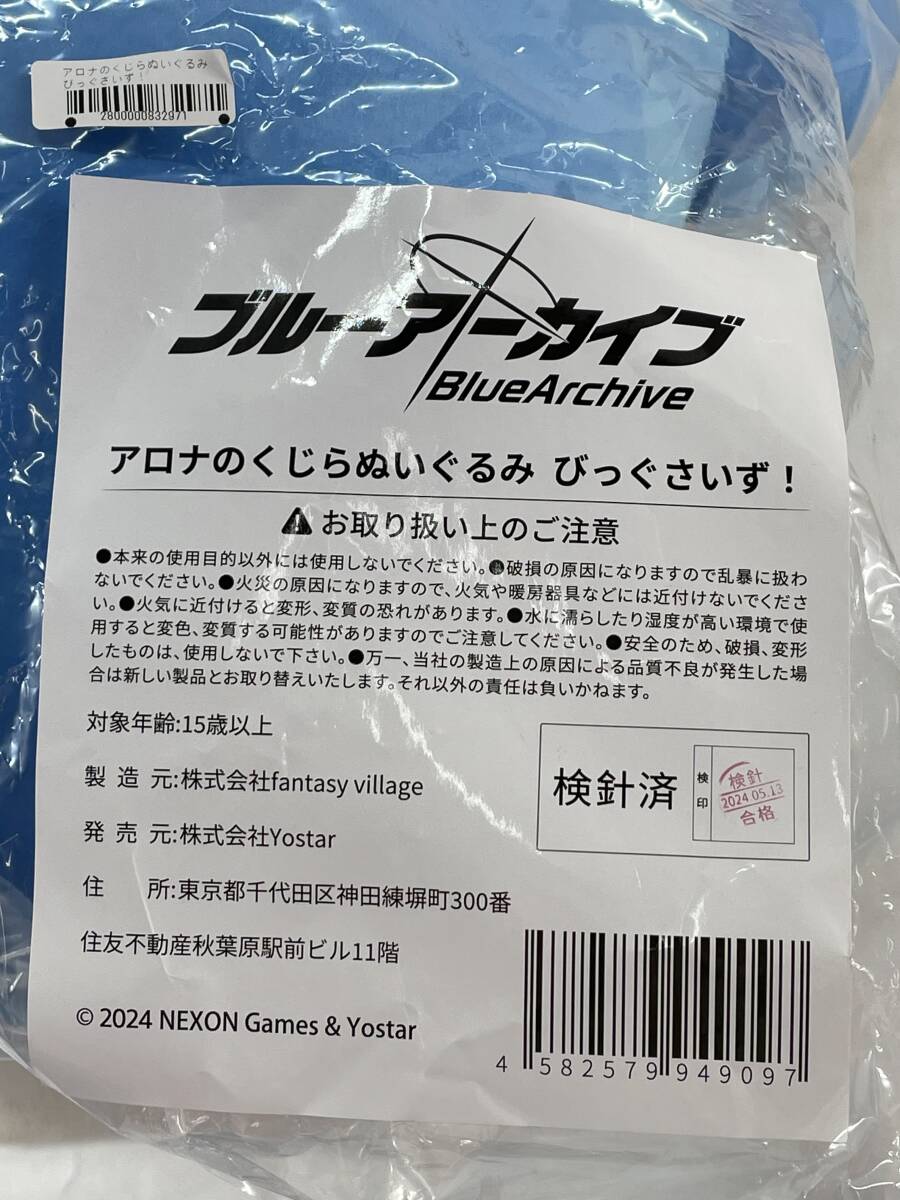 アロナのくじらぬいぐるみ
びっぐさいず!
2800000832971
ブルーアーカイブ
BlueArchive
アロナのくじらぬいぐるみ びっぐさいず!
お取り扱い上のご注意
●本来の使用目的以外には使用しないでください。●破損の原因になりますので乱暴に扱わ
ないでください。●火災の原因になりますので、火気や暖房器具などには近付けないでくださ
い。●火気に近付けると変形、変質の恐れがあります。●水に濡らしたり湿度が高い環境で使
用すると変色、変質する可能性がありますのでご注意してください。●安全のため、破損、変形
したものは、使用しないで下さい。●万一、当社の製造上の原因による品質不良が発生した場
合は新しい製品とお取り替えいたします。それ以外の責任は負いかねます。
対象年齢:15歳以上
製造元:株式会社fantasy village
発売元:株式会社Yostar
住所:東京都千代田区神田練塀町300番
住友不動産秋葉原駅前ビル11階
© 2024 NEXON Games & Yostar
検針済
検印
検針
2024.05.13
合格
4 582579 949097